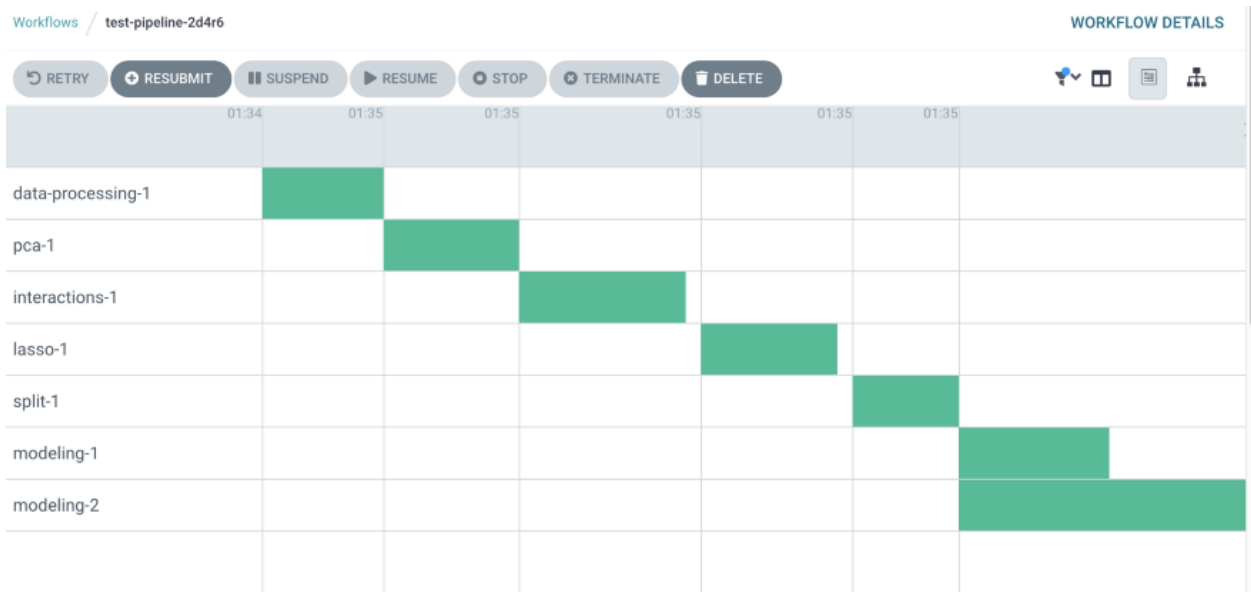 Workflows / test-pipeline-2d4r6 WORKFLOW DETAILS
RETRY RESUBMIT SUSPEND RESUME STOP TERMINATE DELETE
01:34 01:35 01:35 01:35 01:35 01:35
data-processing-1
pca-1
interactions-1
lasso-1
split-1
modeling-1
modeling-2